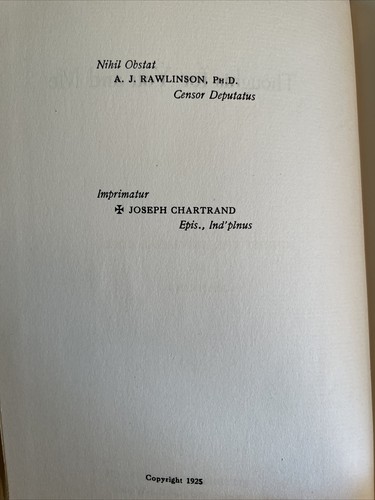 Nihil Obstat
A. J. RAWLINSON, PH.D.
Censor Deputatus
Imprimatur
✠ JOSEPH CHARTRAND
Epis., Ind'plnus
Copyright 1925